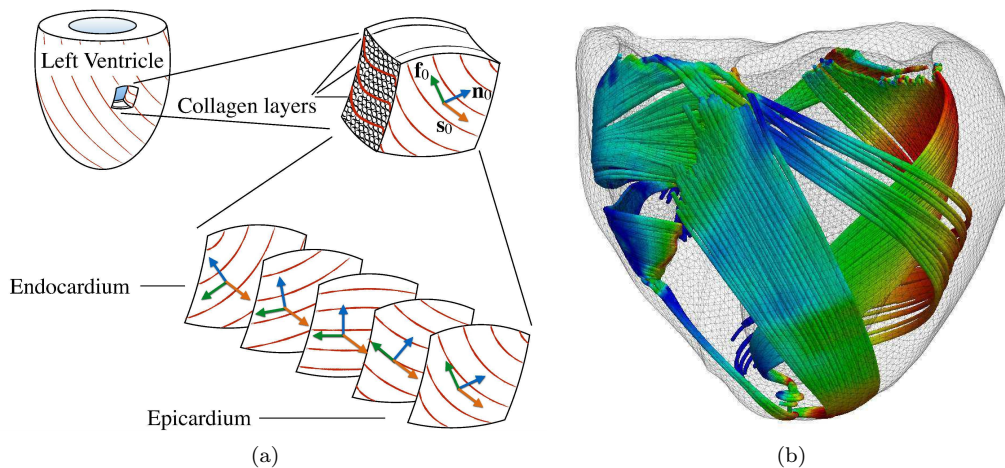 Left Ventricle
Collagen layers
f0
n0
s0
Endocardium
Epicardium
(a)
(b)